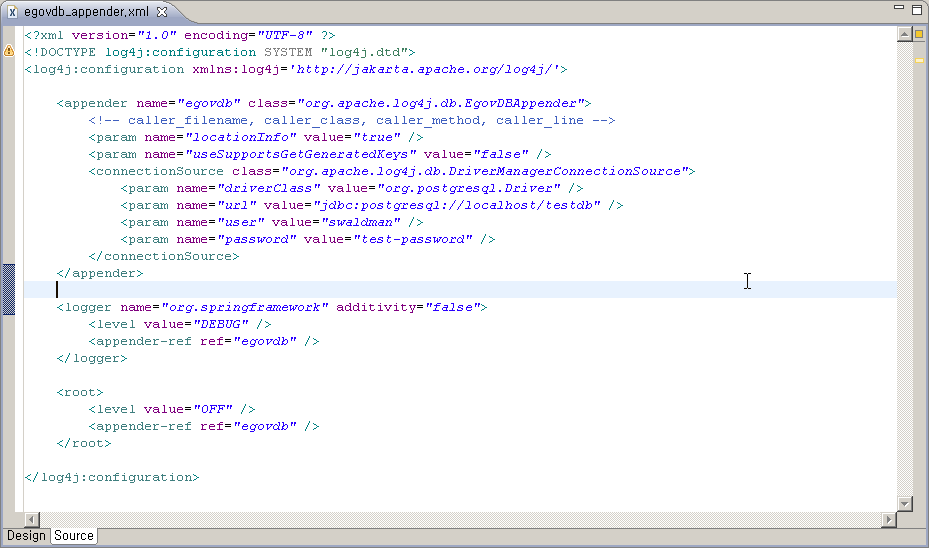 egovdb_appender.xml
<?xml version="1.0" encoding="UTF-8" ?>
<!DOCTYPE log4j:configuration SYSTEM "log4j.dtd">
<log4j:configuration xmlns:log4j='http://jakarta.apache.org/log4j/'>
<appender name="egovdb" class="org.apache.log4j.db.EgovDBAppender">
<!-- caller_filename, caller_class, caller_method, caller_line -->
<param name="locationInfo" value="true" />
<param name="useSupportsGetGeneratedKeys" value="false" />
<connectionSource class="org.apache.log4j.db.DriverManagerConnectionSource">
<param name="driverClass" value="org.postgresql.Driver" />
<param name="url" value="jdbc:postgresql://localhost/testdb" />
<param name="user" value="swaldman" />
<param name="password" value="test-password" />
</connectionSource>
</appender>
<logger name="org.springframework" additivity="false">
<level value="DEBUG" />
<appender-ref ref="egovdb" />
</logger>
<root>
<level value="OFF" />
<appender-ref ref="egovdb" />
</root>
</log4j:configuration>
Design Source